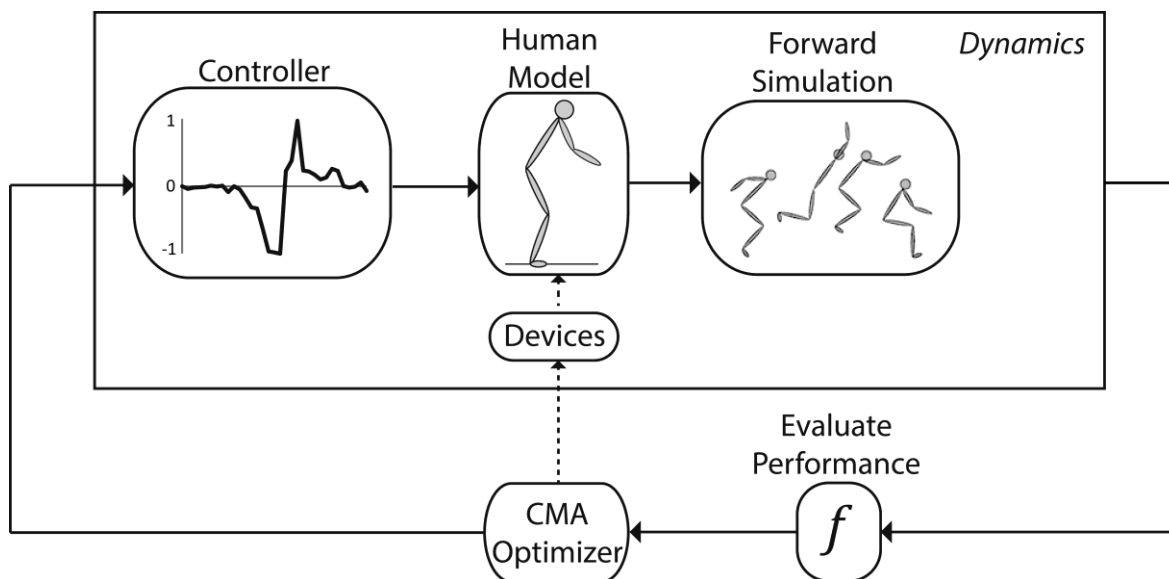 Controller
Human
Model
Forward
Simulation
Dynamics
1
0
-1
Devices
Evaluate
Performance
CMA
Optimizer
f